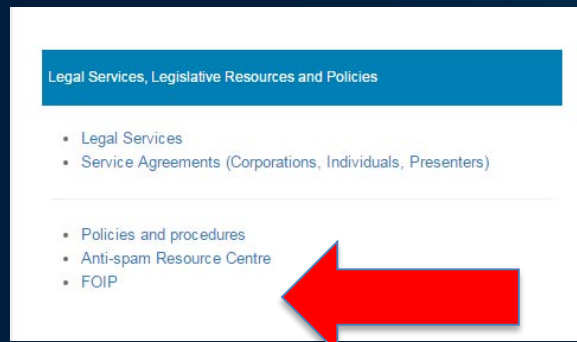 Legal Services, Legislative Resources and Policies
• Legal Services
• Service Agreements (Corporations, Individuals, Presenters)
• Policies and procedures
• Anti-spam Resource Centre
• FOIP